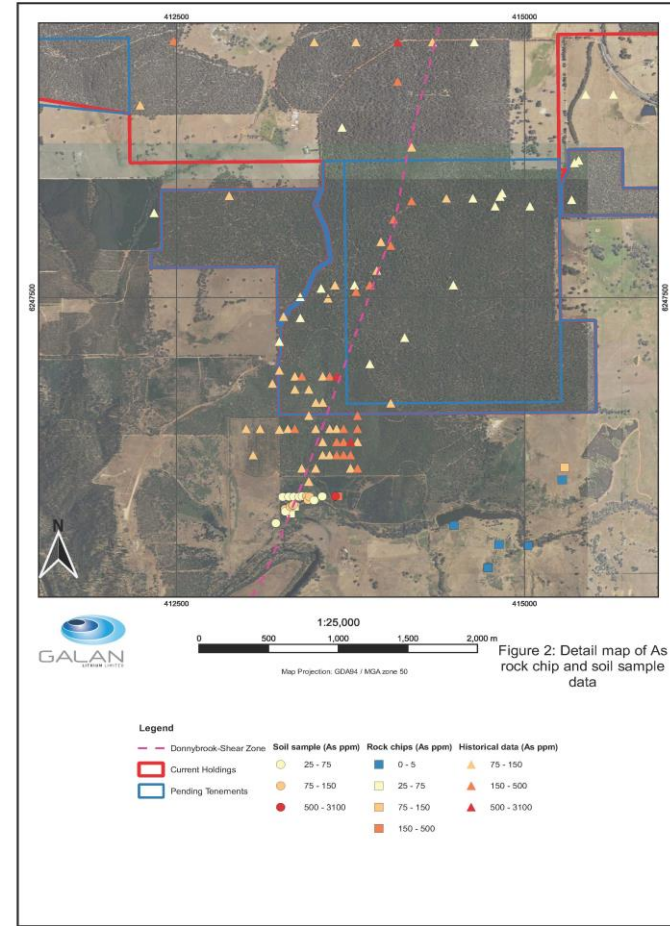 412500
415000
6247500
6247500
N
412500
415000
GALAN
LITHIUM LIMITED
1:25,000
0 500 1,000 1,500 2,000 m
Map Projection: GDA94 / MGA zone 50
Figure 2: Detail map of As
rock chip and soil sample
data
Legend
Donnybrook-Shear Zone
Current Holdings
Pending Tenements
Soil sample (As ppm)
25 - 75
75 - 150
500 - 3100
Rock chips (As ppm)
0 - 5
25 - 75
75 - 150
150 - 500
Historical data (As ppm)
75 - 150
150 - 500
500 - 3100